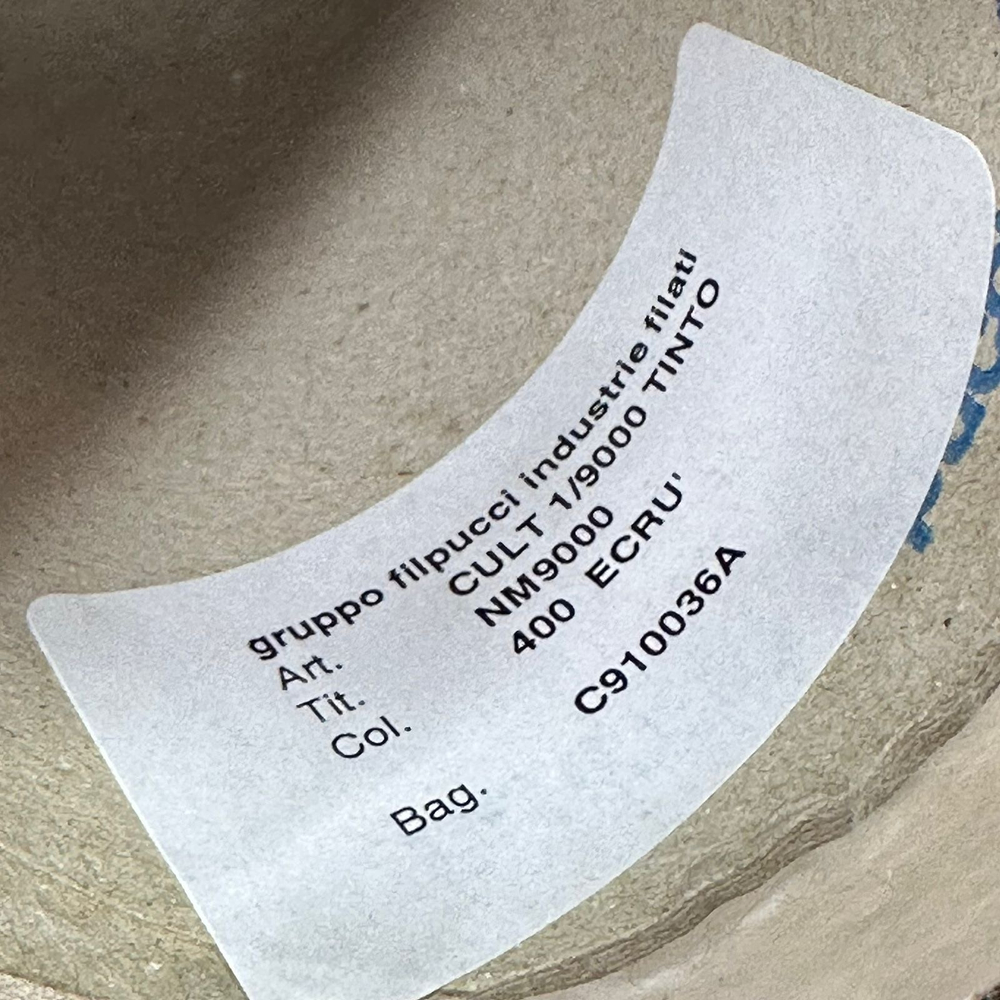 gruppo filpucci industrie filati
Art. CULT 1/9000 TINTO
Tit. NM9000
Col. 400 ECRU'
Bag. C910036A